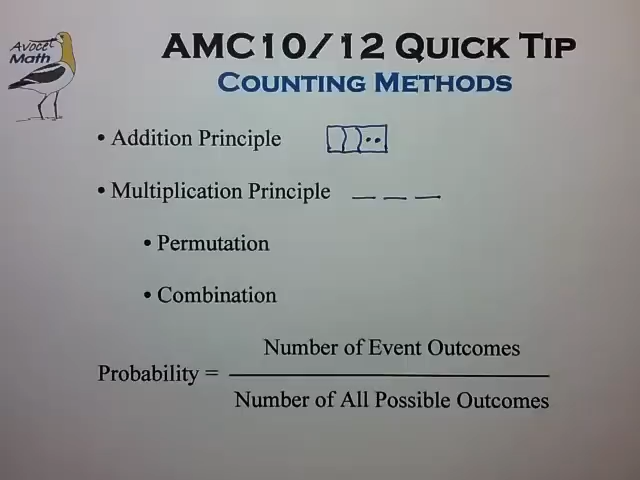 Avocet
Math
AMC10/12 QUICK TIP
COUNTING METHODS
• Addition Principle
• Multiplication Principle
• Permutation
• Combination
Number of Event Outcomes
Probability =
Number of All Possible Outcomes